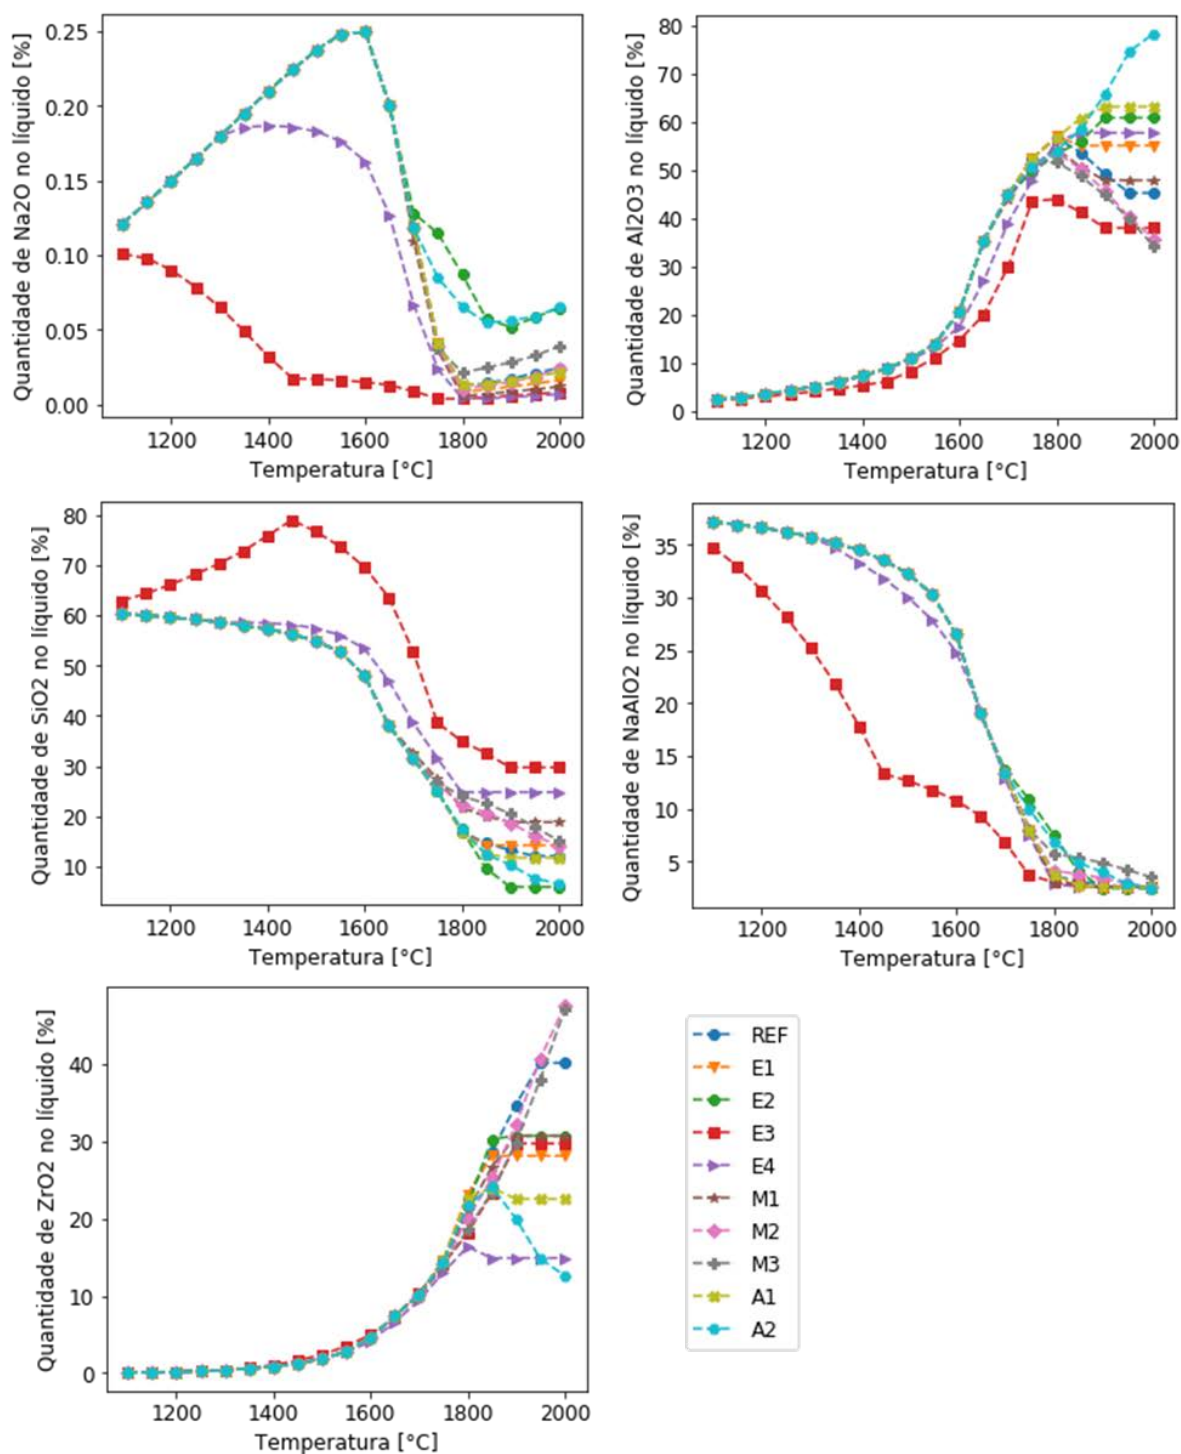 Quantidade de Na2O no líquido [%]
0.25
0.20
0.15
0.10
0.05
0.00
1200 1400 1600 1800 2000
Temperatura [°C]
Quantidade de Al2O3 no líquido [%]
80
70
60
50
40
30
20
10
0
1200 1400 1600 1800 2000
Temperatura [°C]
Quantidade de SiO2 no líquido [%]
80
70
60
50
40
30
20
10
1200 1400 1600 1800 2000
Temperatura [°C]
Quantidade de NaAlO2 no líquido [%]
35
30
25
20
15
10
5
1200 1400 1600 1800 2000
Temperatura [°C]
Quantidade de ZrO2 no líquido [%]
40
30
20
10
0
1200 1400 1600 1800 2000
Temperatura [°C]
REF
E1
E2
E3
E4
M1
M2
M3
A1
A2